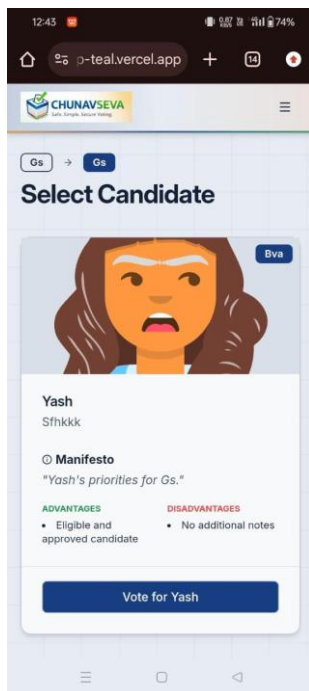 12:43
74%
p-teal.vercel.app
14
CHUNAVSEVA
Safe. Simple. Secure Voting.
Gs → Gs
Select Candidate
Bva
Yash
Sfhkkk
Manifesto
"Yash's priorities for Gs."
ADVANTAGES
• Eligible and
approved candidate
DISADVANTAGES
• No additional notes
Vote for Yash